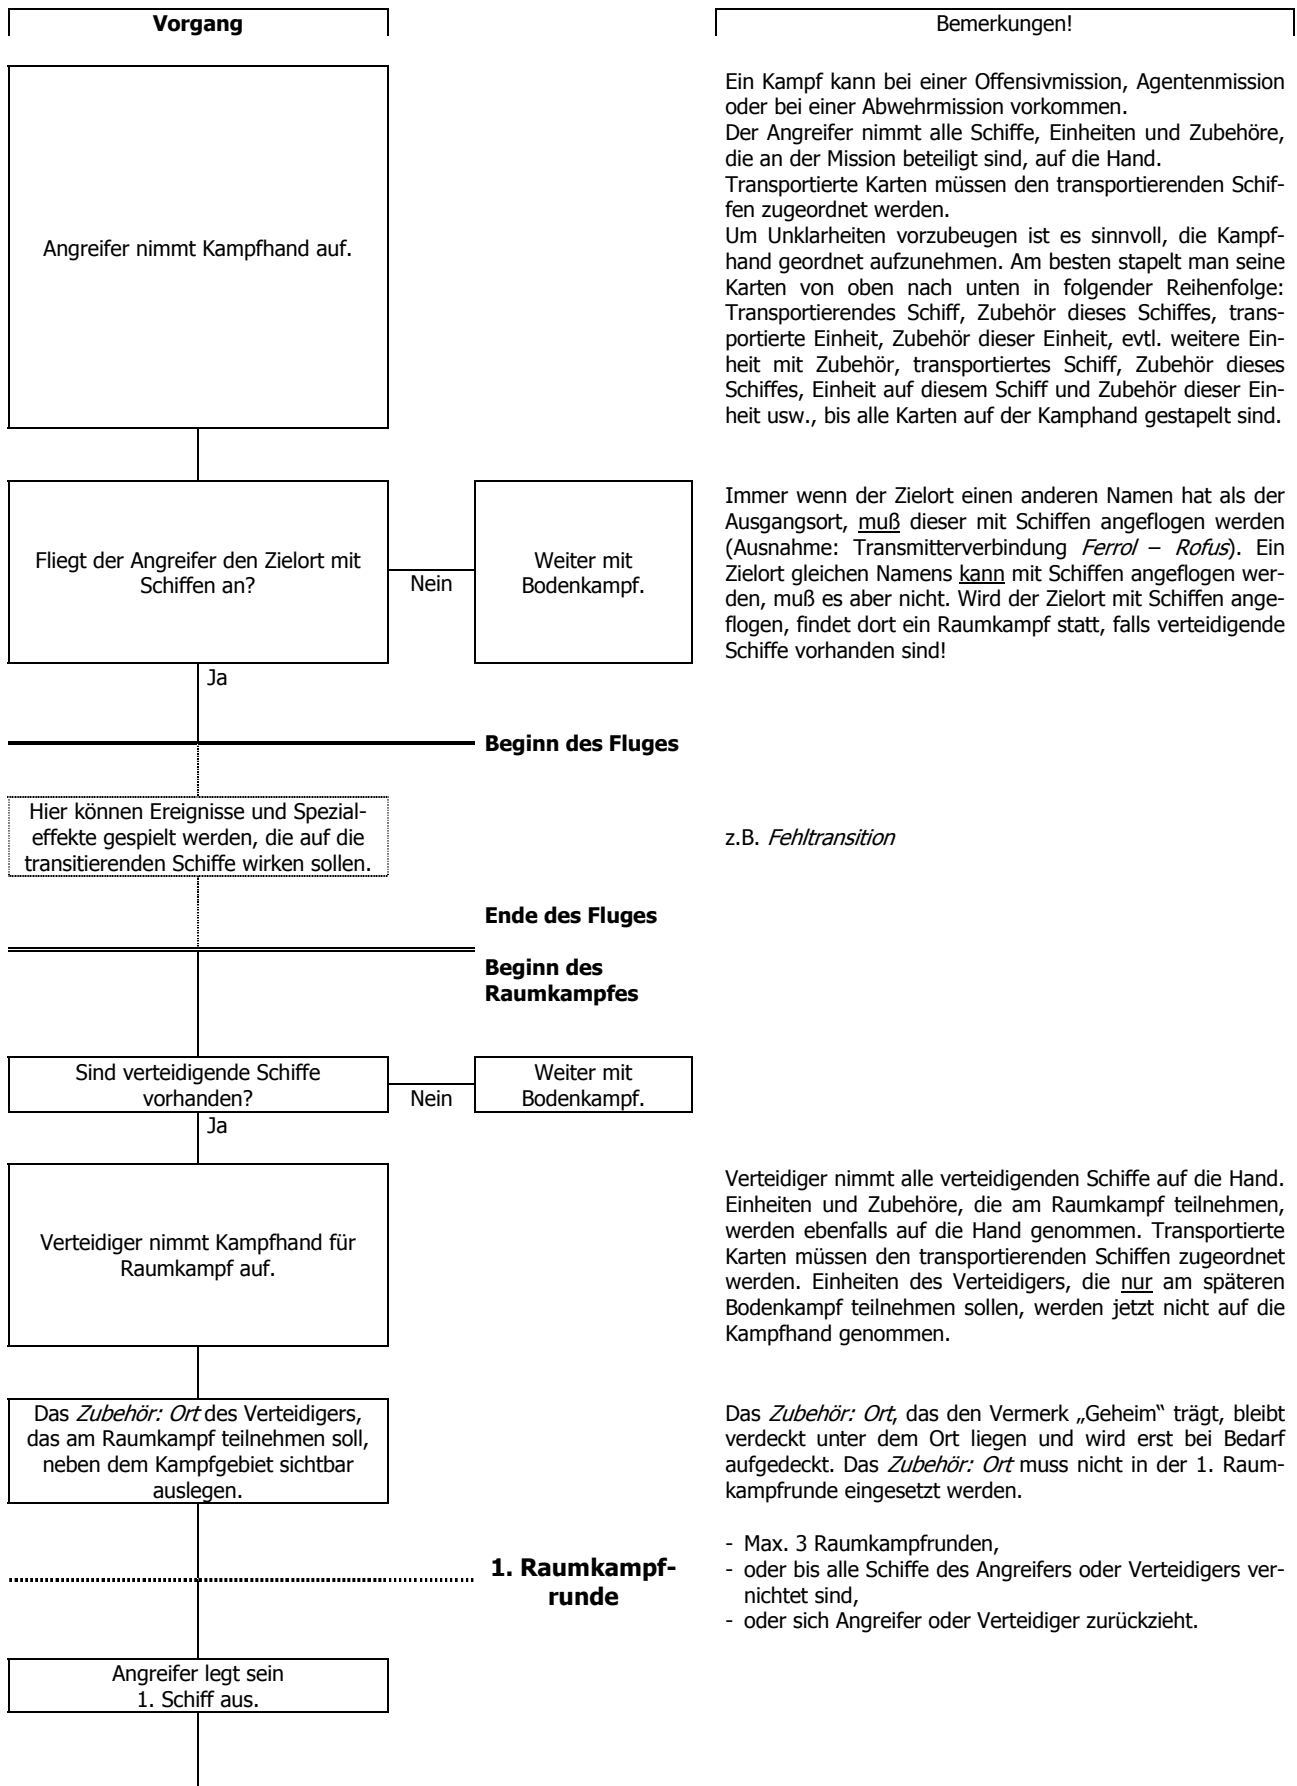 Vorgang
Bemerkungen!
Angreifer nimmt Kampfhand auf.
Ein Kampf kann bei einer Offensivmission, Agentenmission
oder bei einer Abwehrmission vorkommen.
Der Angreifer nimmt alle Schiffe, Einheiten und Zubehöre,
die an der Mission beteiligt sind, auf die Hand.
Transportierte Karten müssen den transportierenden Schif-
fen zugeordnet werden.
Um Unklarheiten vorzubeugen ist es sinnvoll, die Kampf-
hand geordnet aufzunehmen. Am besten stapelt man seine
Karten von oben nach unten in folgender Reihenfolge:
Transportierendes Schiff, Zubehör dieses Schiffes, trans-
portierte Einheit, Zubehör dieser Einheit, evtl. weitere Ein-
heit mit Zubehör, transportiertes Schiff, Zubehör dieses
Schiffes, Einheit auf diesem Schiff und Zubehör dieser Ein-
heit usw., bis alle Karten auf der Kamphand gestapelt sind.
Fliegt der Angreifer den Zielort mit
Schiffen an?
Nein
Weiter mit
Bodenkampf.
Immer wenn der Zielort einen anderen Namen hat als der
Ausgangsort, muß dieser mit Schiffen angeflogen werden
(Ausnahme: Transmitterverbindung Ferrol – Rofus). Ein
Zielort gleichen Namens kann mit Schiffen angeflogen wer-
den, muß es aber nicht. Wird der Zielort mit Schiffen ange-
flogen, findet dort ein Raumkampf statt, falls verteidigende
Schiffe vorhanden sind!
Ja
Beginn des Fluges
Hier können Ereignisse und Spezial-
effekte gespielt werden, die auf die
transitierenden Schiffe wirken sollen.
z.B. Fehltransition
Ende des Fluges
Beginn des
Raumkampfes
Sind verteidigende Schiffe
vorhanden?
Nein
Weiter mit
Bodenkampf.
Ja
Verteidiger nimmt Kampfhand für
Raumkampf auf.
Verteidiger nimmt alle verteidigenden Schiffe auf die Hand.
Einheiten und Zubehöre, die am Raumkampf teilnehmen,
werden ebenfalls auf die Hand genommen. Transportierte
Karten müssen den transportierenden Schiffen zugeordnet
werden. Einheiten des Verteidigers, die nur am späteren
Bodenkampf teilnehmen sollen, werden jetzt nicht auf die
Kampfhand genommen.
Das Zubehör: Ort des Verteidigers,
das am Raumkampf teilnehmen soll,
neben dem Kampfgebiet sichtbar
auslegen.
Das Zubehör: Ort, das den Vermerk „Geheim“ trägt, bleibt
verdeckt unter dem Ort liegen und wird erst bei Bedarf
aufgedeckt. Das Zubehör: Ort muss nicht in der 1. Raum-
kampfrunde eingesetzt werden.
1. Raumkampf-
runde
- Max. 3 Raumkampfrunden,
- oder bis alle Schiffe des Angreifers oder Verteidigers ver-
nichtet sind,
- oder sich Angreifer oder Verteidiger zurückzieht.
Angreifer legt sein
1. Schiff aus.